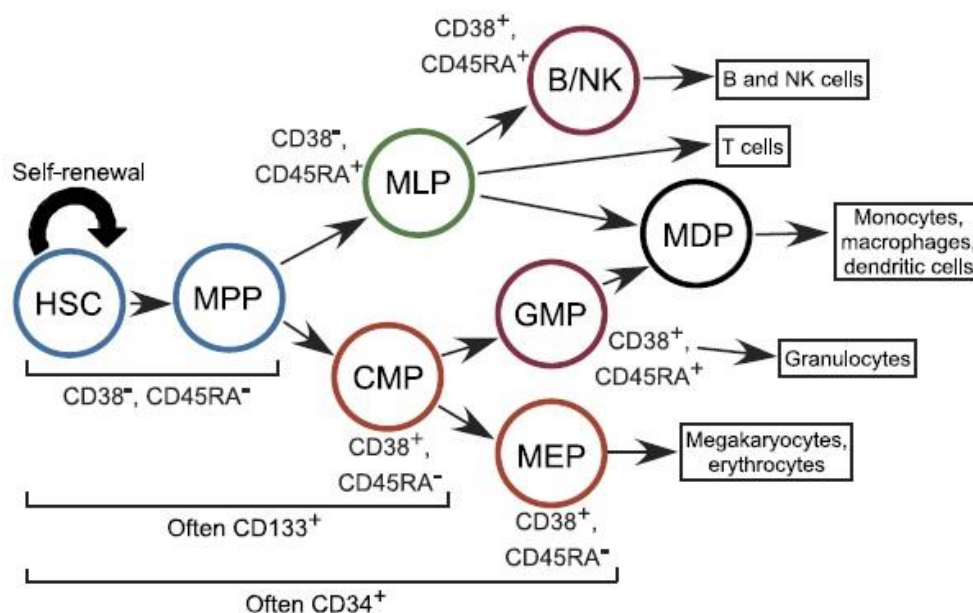 CD38⁺,
CD45RA⁺
B/NK
B and NK cells
CD38⁻,
CD45RA⁺
MLP
T cells
Self-renewal
MDP
Monocytes,
macrophages,
dendritic cells
HSC
MPP
GMP
CD38⁺,
CD45RA⁺
Granulocytes
CD38⁻, CD45RA⁻
CMP
CD38⁺,
CD45RA⁻
MEP
Megakaryocytes,
erythrocytes
CD38⁺,
CD45RA⁻
Often CD133⁺
Often CD34⁺